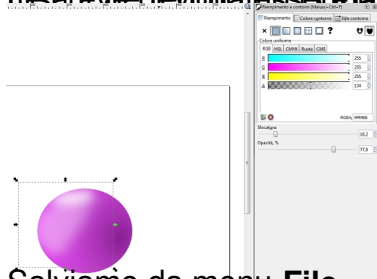 Riempimento e contorni (Maiusc+Ctrl+F)
Riempimento Colore contorno Stile contorno
Colore uniforme
RGB HSL CMYK Ruota CMS
R 255
G 255
B 255
A 134
RGBA:
Sfocatura:
Opacità, %
77,9
Salviamo da menu File